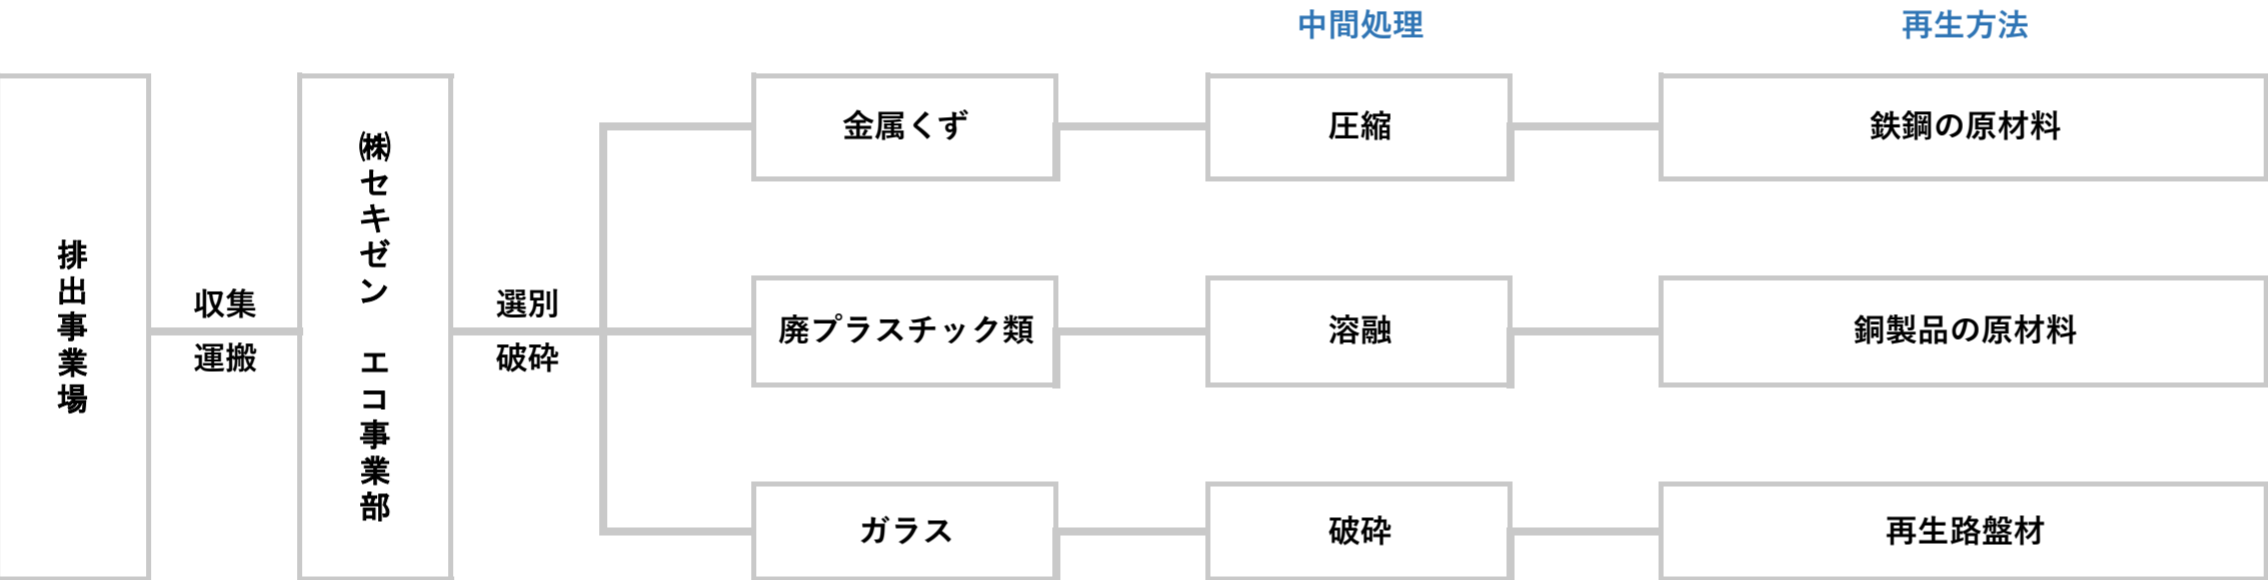 中間処理
再生方法
排出事業場
収集
運搬
㈱セキゼン　エコ事業部
選別
破砕
金属くず
圧縮
鉄鋼の原材料
廃プラスチック類
溶融
銅製品の原材料
ガラス
破砕
再生路盤材